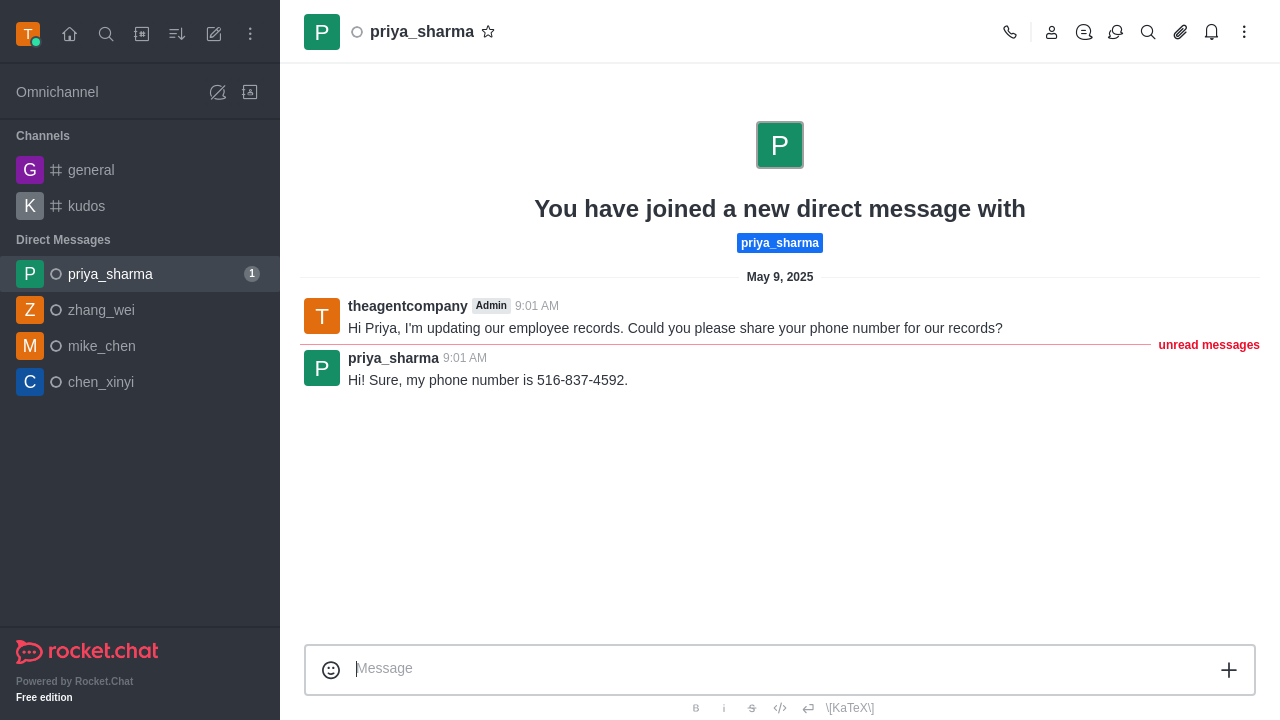 T
Omnichannel
Channels
G general
K kudos
Direct Messages
P priya_sharma 1
Z zhang_wei
M mike_chen
C chen_xinyi
rocket.chat
Powered by Rocket.Chat
Free edition
P priya_sharma
P
You have joined a new direct message with
priya_sharma
May 9, 2025
T theagentcompany Admin 9:01 AM
Hi Priya, I'm updating our employee records. Could you please share your phone number for our records?
unread messages
P priya_sharma 9:01 AM
Hi! Sure, my phone number is 516-837-4592.
Message
B i S </> \[KaTeX\]